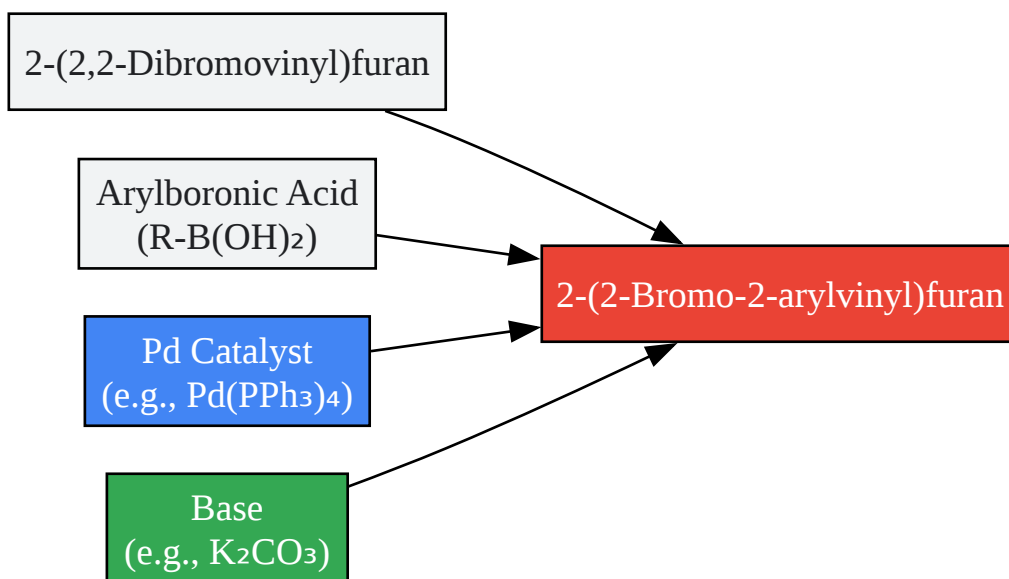 2-(2,2-Dibromovinyl)furan
Arylboronic Acid
(R-B(OH)₂)
2-(2-Bromo-2-arylvinyl)furan
Pd Catalyst
(e.g., Pd(PPh₃)₄)
Base
(e.g., K₂CO₃)